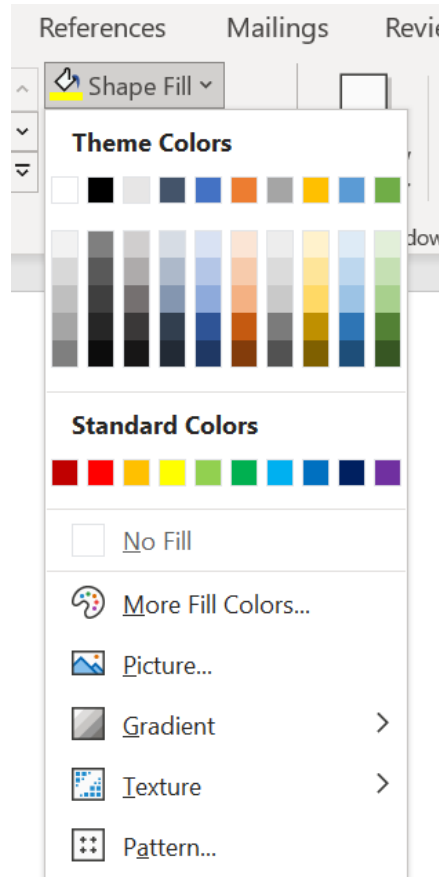 References Mailings
Shape Fill
Theme Colors
Standard Colors
No Fill
More Fill Colors...
Picture...
Gradient
Texture
Pattern...